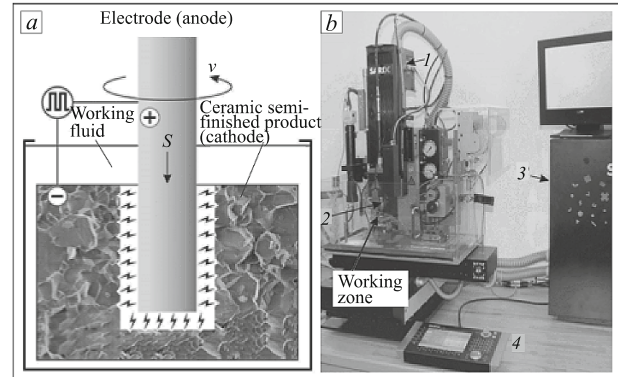 a
Electrode (anode)
v
+
Working
fluid
S
Ceramic semi-
finished product
(cathode)
−
b
1
2
3
Working
zone
4